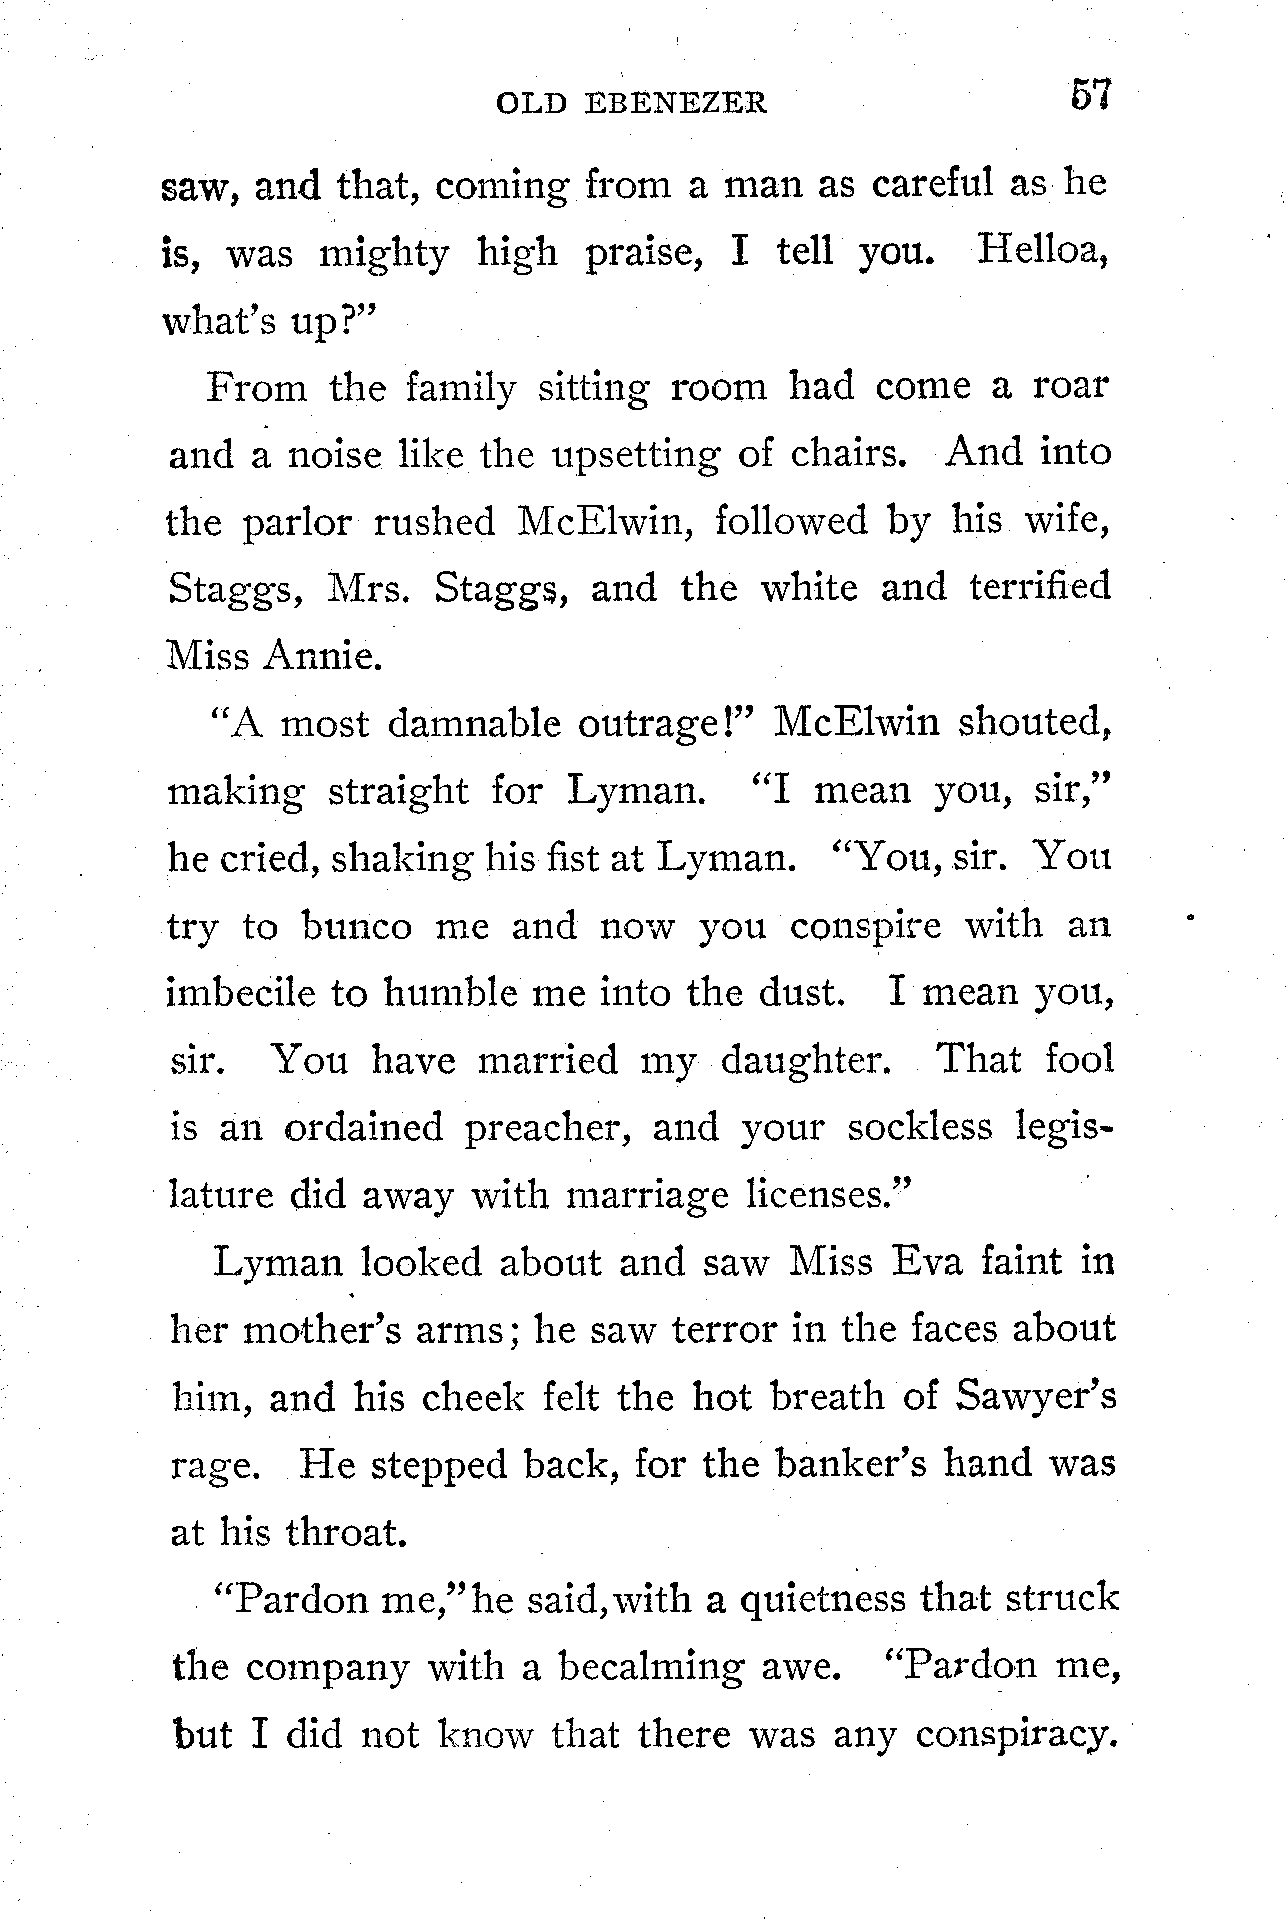 OLD EBENEZER 57
saw, and that, coming from a man as careful as he
is, was mighty high praise, I tell you. Helloa,
what's up?”
From the family sitting room had come a roar
and a noise like the upsetting of chairs. And into
the parlor rushed McElwin, followed by his wife,
Staggs, Mrs. Staggs, and the white and terrified
Miss Annie.
“A most damnable outrage!” McElwin shouted,
making straight for Lyman. “I mean you, sir,”
he cried, shaking his fist at Lyman. “You, sir. You
try to bunco me and now you conspire with an
imbecile to humble me into the dust. I mean you,
sir. You have married my daughter. That fool
is an ordained preacher, and your sockless legis-
lature did away with marriage licenses.”
Lyman looked about and saw Miss Eva faint in
her mother's arms; he saw terror in the faces about
him, and his cheek felt the hot breath of Sawyer's
rage. He stepped back, for the banker's hand was
at his throat.
“Pardon me,” he said, with a quietness that struck
the company with a becalming awe. “Pardon me,
but I did not know that there was any conspiracy.